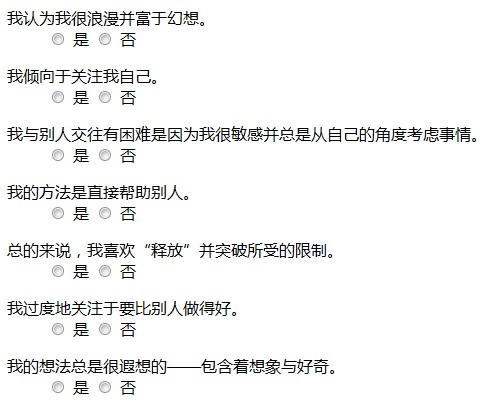 我认为我很浪漫并富于幻想。
是 否
我倾向于关注我自己。
是 否
我与别人交往有困难是因为我很敏感并总是从自己的角度考虑事情。
是 否
我的方法是直接帮助别人。
是 否
总的来说，我喜欢“释放”并突破所受的限制。
是 否
我过度地关注于要比别人做得好。
是 否
我的想法总是很遐想的——包含着想象与好奇。
是 否